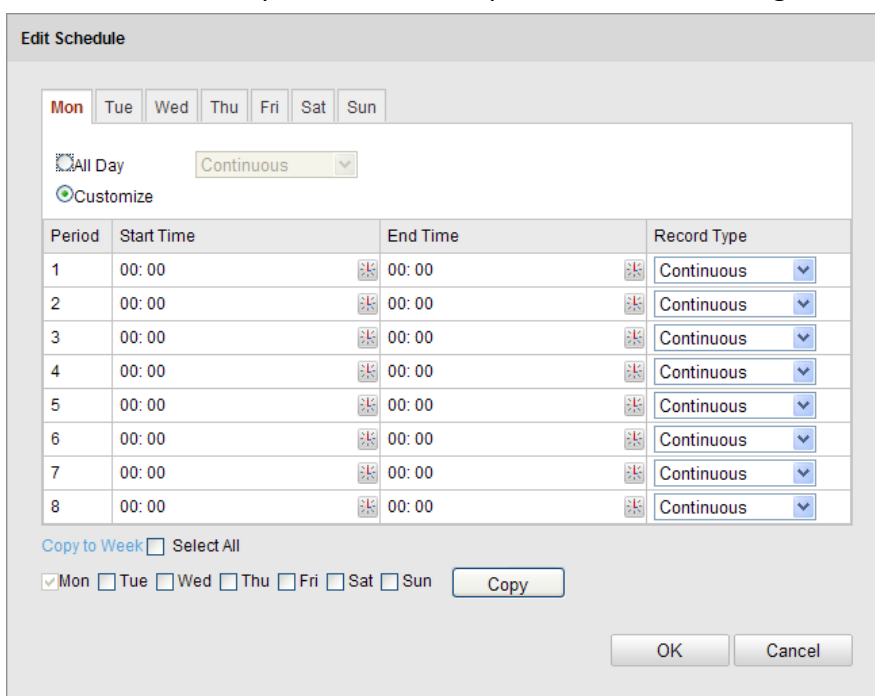 Edit Schedule
Mon Tue Wed Thu Fri Sat Sun
All Day Continuous
Customize
Period Start Time End Time Record Type
1 00: 00 00: 00 Continuous
2 00: 00 00: 00 Continuous
3 00: 00 00: 00 Continuous
4 00: 00 00: 00 Continuous
5 00: 00 00: 00 Continuous
6 00: 00 00: 00 Continuous
7 00: 00 00: 00 Continuous
8 00: 00 00: 00 Continuous
Copy to Week Select All
Mon Tue Wed Thu Fri Sat Sun Copy
OK Cancel